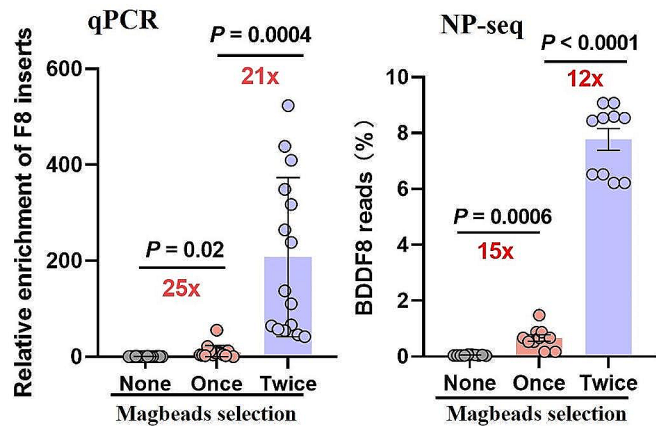 qPCR
P = 0.0004
21x
P = 0.02
25x
Relative enrichment of F8 inserts
600
400
200
0
None Once Twice
Magbeads selection
NP-seq
P < 0.0001
12x
P = 0.0006
15x
BDDF8 reads (%)
10
8
6
4
2
0
None Once Twice
Magbeads selection